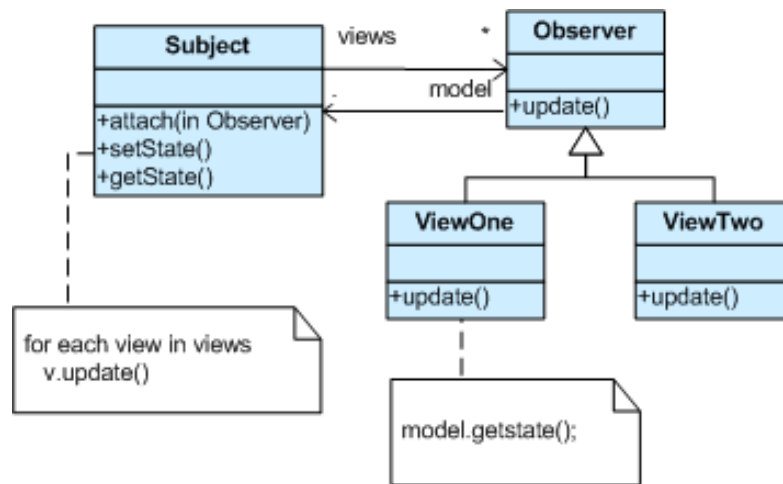 Subject
+attach(in Observer)
+setState()
+getState()
views
*
model
Observer
+update()
ViewOne
+update()
ViewTwo
+update()
for each view in views
v.update()
model.getstate();